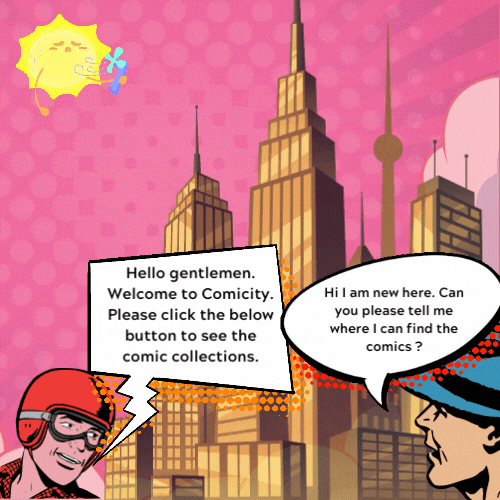 Hello gentlemen.
Welcome to Comicity.
Please click the below
button to see the
comic collections.
Hi I am new here. Can
you please tell me
where I can find the
comics ?